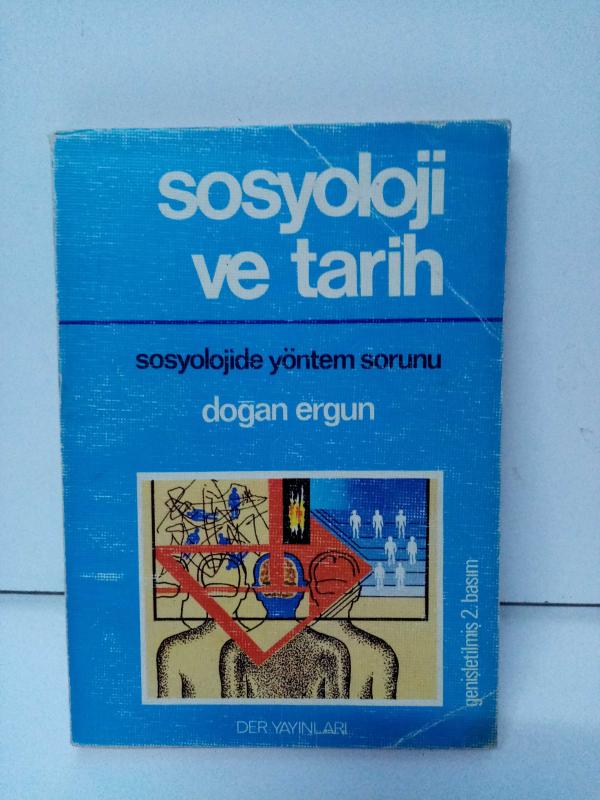 sosyoloji
ve tarih
sosyolojide yöntem sorunu
doğan ergun
genişletilmiş 2. basım
DER YAYINLARI